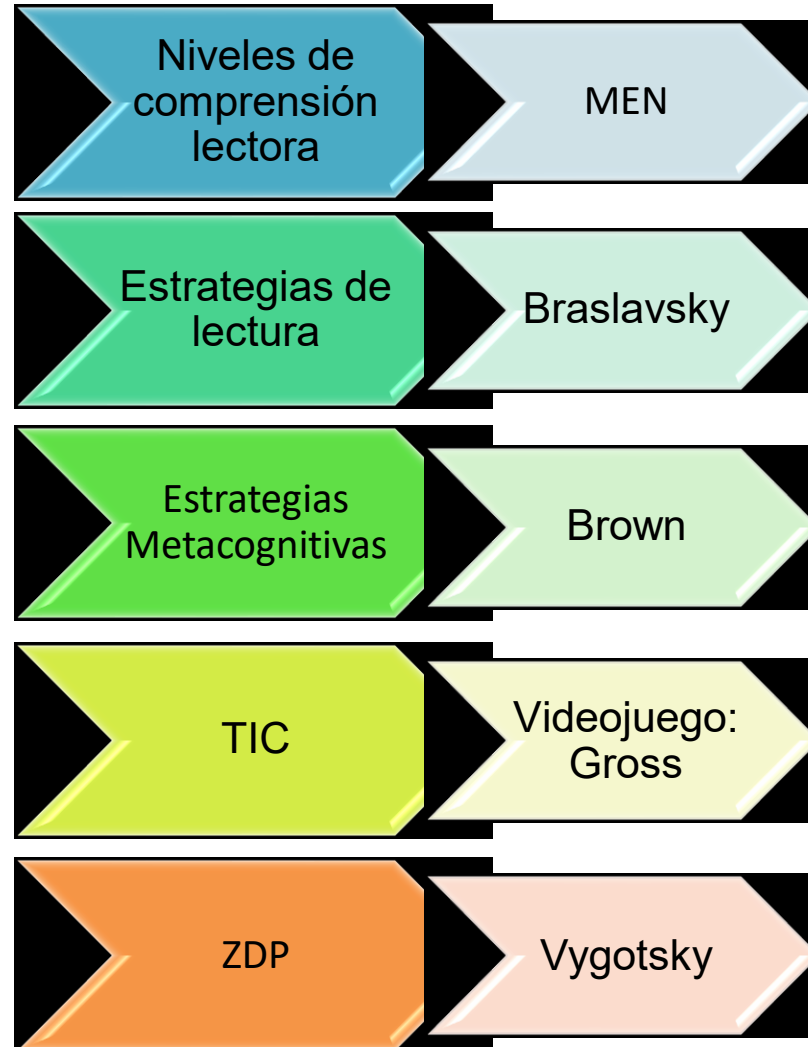 Niveles de
comprensión
lectora
MEN
Estrategias de
lectura
Braslavsky
Estrategias
Metacognitivas
Brown
TIC
Videojuego:
Gross
ZDP
Vygotsky